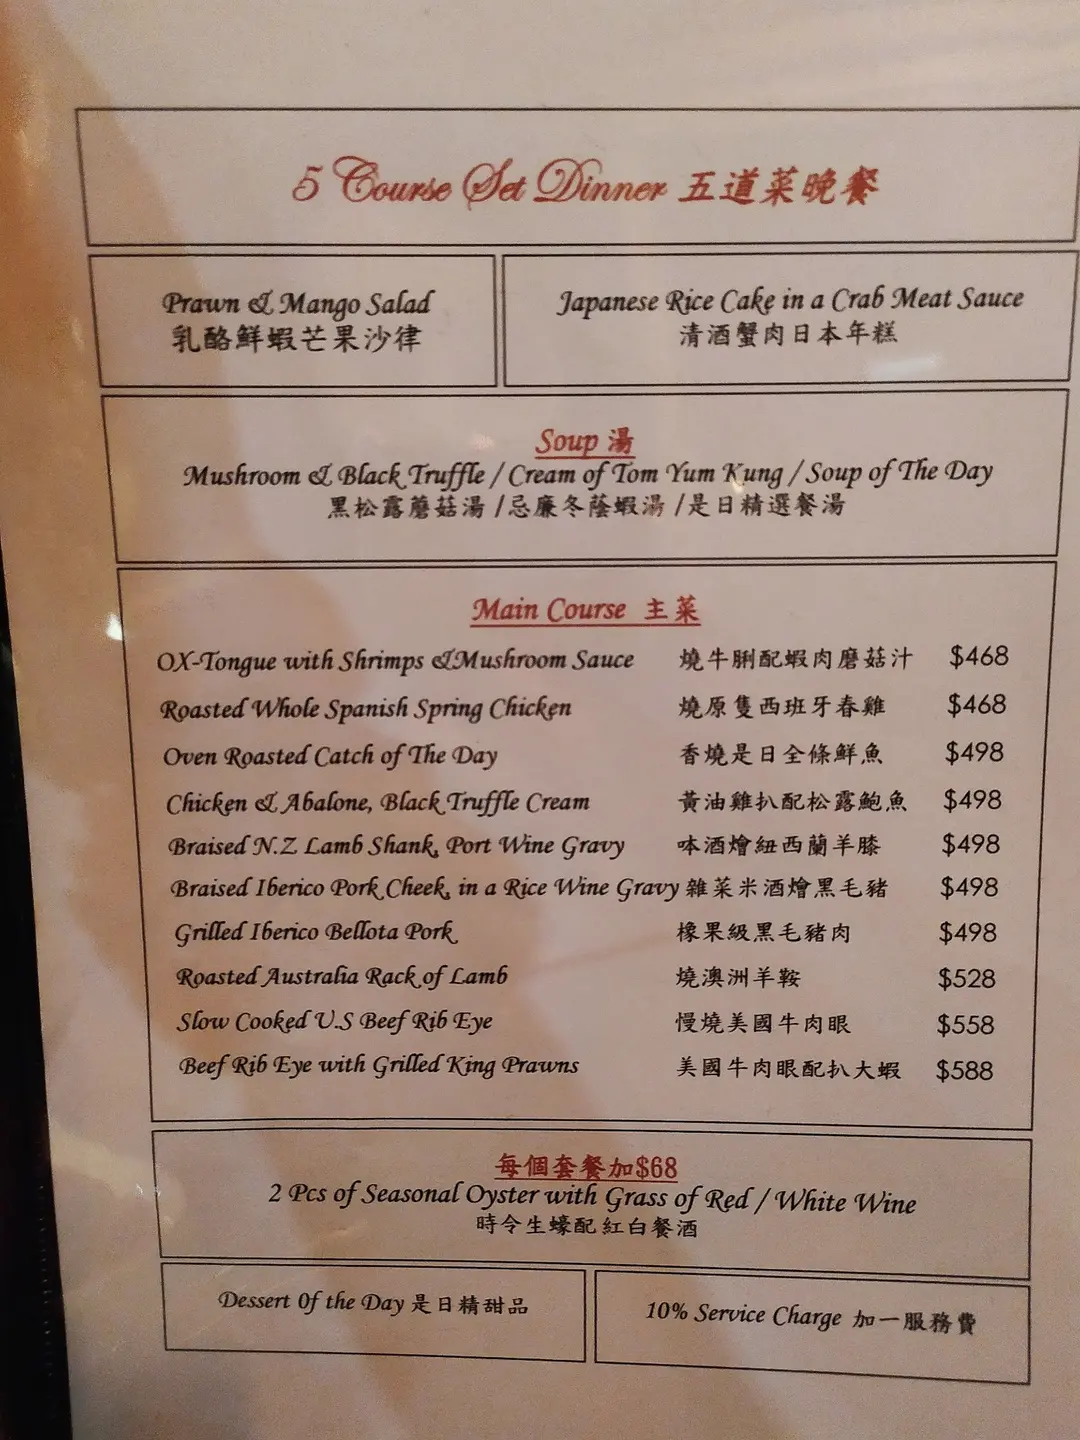 5 Course Set Dinner 五道菜晚餐
Prawn & Mango Salad
乳酪鮮蝦芒果沙律
Japanese Rice Cake in a Crab Meat Sauce
清酒蟹肉日本年糕
Soup 湯
Mushroom & Black Truffle / Cream of Tom Yum Kung / Soup of The Day
黑松露蘑菇湯 /忌廉冬蔭蝦湯 /是日精選餐湯
Main Course 主菜
OX-Tongue with Shrimps &Mushroom Sauce 燒牛脷配蝦肉磨菇汁 $468
Roasted Whole Spanish Spring Chicken 燒原隻西班牙春雞 $468
Oven Roasted Catch of The Day 香燒是日全條鮮魚 $498
Chicken & Abalone, Black Truffle Cream 黃油雞扒配松露鮑魚 $498
Braised N.Z Lamb Shank, Port Wine Gravy 砵酒燴紐西蘭羊膝 $498
Braised Iberico Pork Cheek, in a Rice Wine Gravy 雜菜米酒燴黑毛豬 $498
Grilled Iberico Bellota Pork 橡果級黑毛豬肉 $498
Roasted Australia Rack of Lamb 燒澳洲羊鞍 $528
Slow Cooked U.S Beef Rib Eye 慢燒美國牛肉眼 $558
Beef Rib Eye with Grilled King Prawns 美國牛肉眼配扒大蝦 $588
每個套餐加$68
2 Pcs of Seasonal Oyster with Grass of Red / White Wine
時令生蠔配紅白餐酒
Dessert Of the Day 是日精甜品
10% Service Charge 加一服務費